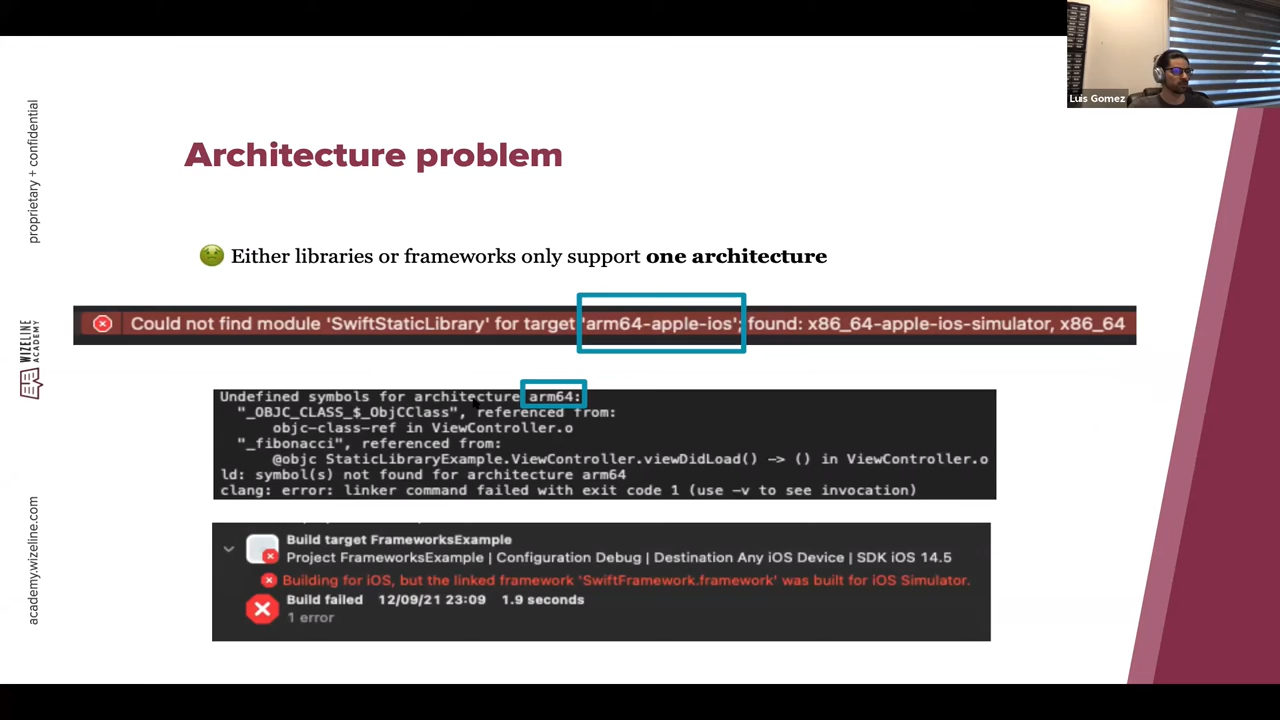 Luis Gomez
proprietary + confidential
WIZELINE
ACADEMY
academy.wizeline.com
Architecture problem
🤢 Either libraries or frameworks only support one architecture
Could not find module 'SwiftStaticLibrary' for target 'arm64-apple-ios'; found: x86_64-apple-ios-simulator, x86_64
Undefined symbols for architecture arm64:
"_OBJC_CLASS_$_ObjCClass", referenced from:
objc-class-ref in ViewController.o
"_fibonacci", referenced from:
@objc StaticLibraryExample.ViewController.viewDidLoad() -> () in ViewController.o
ld: symbol(s) not found for architecture arm64
clang: error: linker command failed with exit code 1 (use -v to see invocation)
Build target FrameworksExample
Project FrameworksExample | Configuration Debug | Destination Any iOS Device | SDK iOS 14.5
Building for iOS, but the linked framework 'SwiftFramework.framework' was built for iOS Simulator.
Build failed 12/09/21 23:09 1.9 seconds
1 error